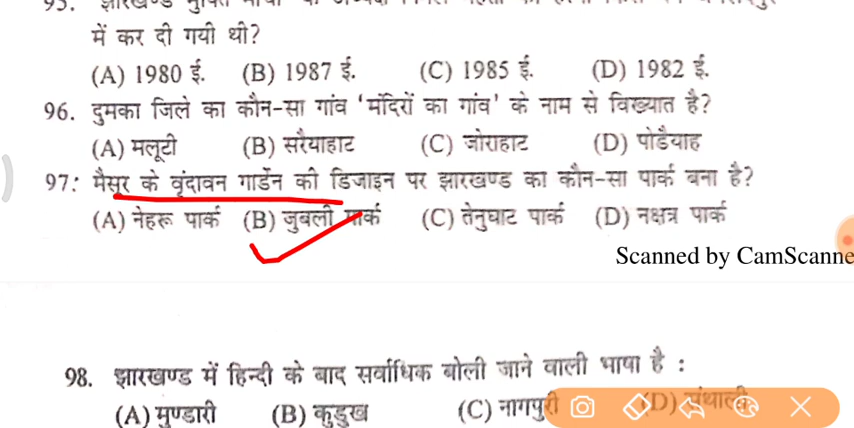 में कर दी गयी थी?
(A) 1980 ई. (B) 1987 ई. (C) 1985 ई. (D) 1982 ई.
96. दुमका जिले का कौन-सा गांव 'मंदिरों का गांव' के नाम से विख्यात है?
(A) मलूटी (B) सरैयाहाट (C) जोराहाट (D) पोडैयाह
97. मैसूर के वृंदावन गार्डेन की डिजाइन पर झारखण्ड का कौन-सा पार्क बना है?
(A) नेहरू पार्क (B) जुबली पार्क (C) तेनुघाट पार्क (D) नक्षत्र पार्क
Scanned by CamScanne
98. झारखण्ड में हिन्दी के बाद सर्वाधिक बोली जाने वाली भाषा है :
(A) मुण्डारी (B) कुडुख (C) नागपुरी (D) संथाली